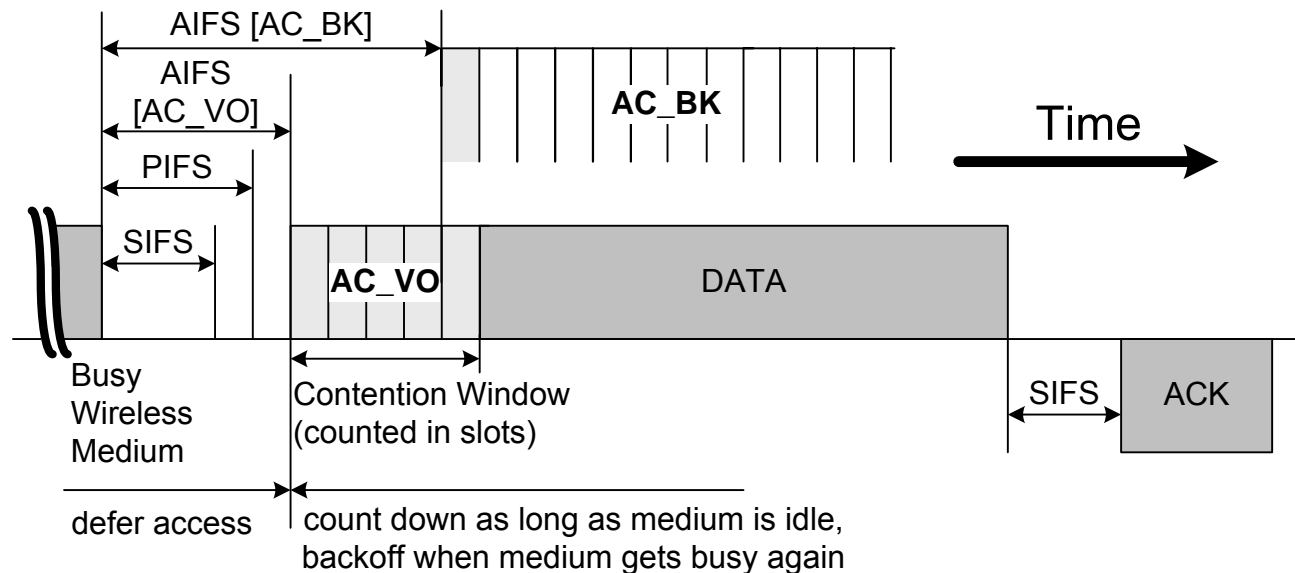 AIFS [AC_BK]
AIFS
[AC_VO]
AC_BK
Time
PIFS
SIFS
AC_VO
DATA
Busy
Wireless
Medium
Contention Window
(counted in slots)
SIFS
ACK
defer access
count down as long as medium is idle,
backoff when medium gets busy again